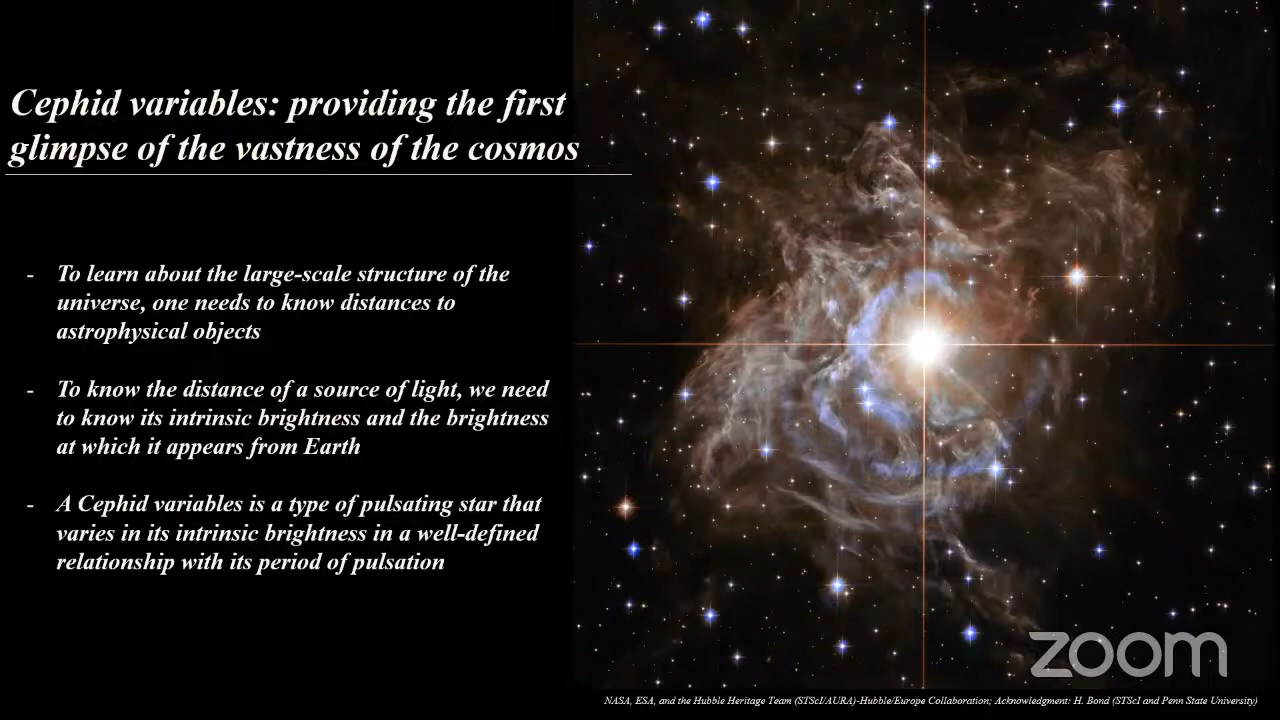 Cephid variables: providing the first
glimpse of the vastness of the cosmos
- To learn about the large-scale structure of the
universe, one needs to know distances to
astrophysical objects
- To know the distance of a source of light, we need
to know its intrinsic brightness and the brightness
at which it appears from Earth
- A Cephid variables is a type of pulsating star that
varies in its intrinsic brightness in a well-defined
relationship with its period of pulsation
zoom
NASA, ESA, and the Hubble Heritage Team (STScI/AURA)-Hubble/Europe Collaboration; Acknowledgment: H. Bond (STScI and Penn State University)